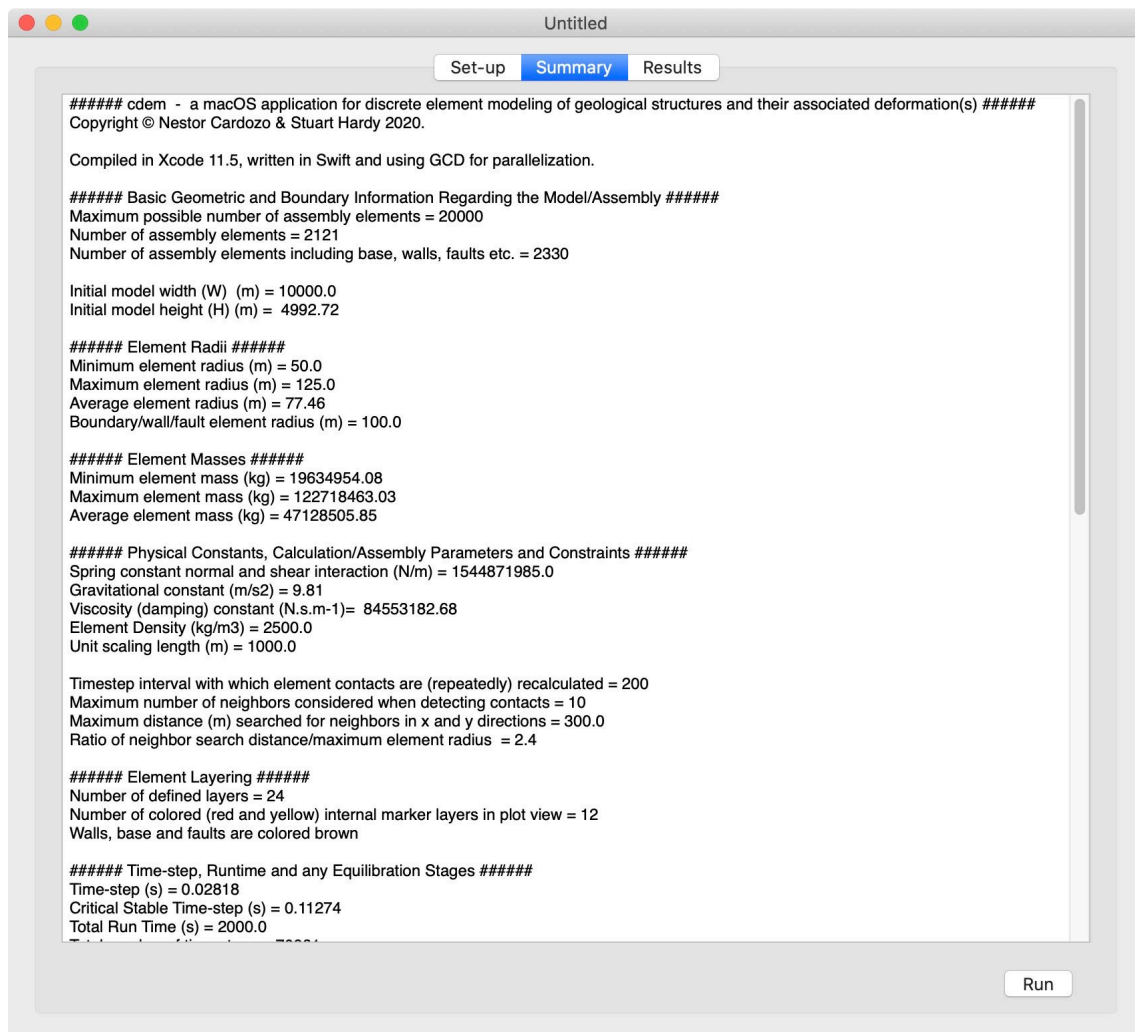 Untitled
Set-up Summary Results
###### cdem - a macOS application for discrete element modeling of geological structures and their associated deformation(s) ######
Copyright © Nestor Cardozo & Stuart Hardy 2020.
Compiled in Xcode 11.5, written in Swift and using GCD for parallelization.
###### Basic Geometric and Boundary Information Regarding the Model/Assembly ######
Maximum possible number of assembly elements = 20000
Number of assembly elements = 2121
Number of assembly elements including base, walls, faults etc. = 2330
Initial model width (W) (m) = 10000.0
Initial model height (H) (m) = 4992.72
###### Element Radii ######
Minimum element radius (m) = 50.0
Maximum element radius (m) = 125.0
Average element radius (m) = 77.46
Boundary/wall/fault element radius (m) = 100.0
###### Element Masses ######
Minimum element mass (kg) = 19634954.08
Maximum element mass (kg) = 122718463.03
Average element mass (kg) = 47128505.85
###### Physical Constants, Calculation/Assembly Parameters and Constraints ######
Spring constant normal and shear interaction (N/m) = 1544871985.0
Gravitational constant (m/s2) = 9.81
Viscosity (damping) constant (N.s.m-1)= 84553182.68
Element Density (kg/m3) = 2500.0
Unit scaling length (m) = 1000.0
Timestep interval with which element contacts are (repeatedly) recalculated = 200
Maximum number of neighbors considered when detecting contacts = 10
Maximum distance (m) searched for neighbors in x and y directions = 300.0
Ratio of neighbor search distance/maximum element radius = 2.4
###### Element Layering ######
Number of defined layers = 24
Number of colored (red and yellow) internal marker layers in plot view = 12
Walls, base and faults are colored brown
###### Time-step, Runtime and any Equilibration Stages ######
Time-step (s) = 0.02818
Critical Stable Time-step (s) = 0.11274
Total Run Time (s) = 2000.0
Run